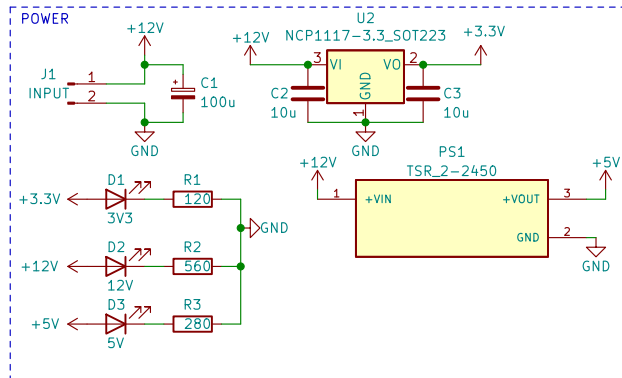 POWER
+12V
J1
INPUT
1
2
C1
100u
GND
U2
NCP1117-3.3_SOT223
+12V
+3.3V
3
VI
VO
2
GND
1
C2
10u
C3
10u
GND
PS1
TSR_2-2450
+12V
+5V
1
+VIN
+VOUT
3
GND
2
GND
D1
R1
+3.3V
120
3V3
GND
D2
R2
+12V
560
12V
D3
R3
+5V
280
5V